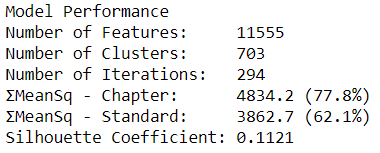 Model Performance
Number of Features: 11555
Number of Clusters: 703
Number of Iterations: 294
ΣMeanSq - Chapter: 4834.2 (77.8%)
ΣMeanSq - Standard: 3862.7 (62.1%)
Silhouette Coefficient: 0.1121